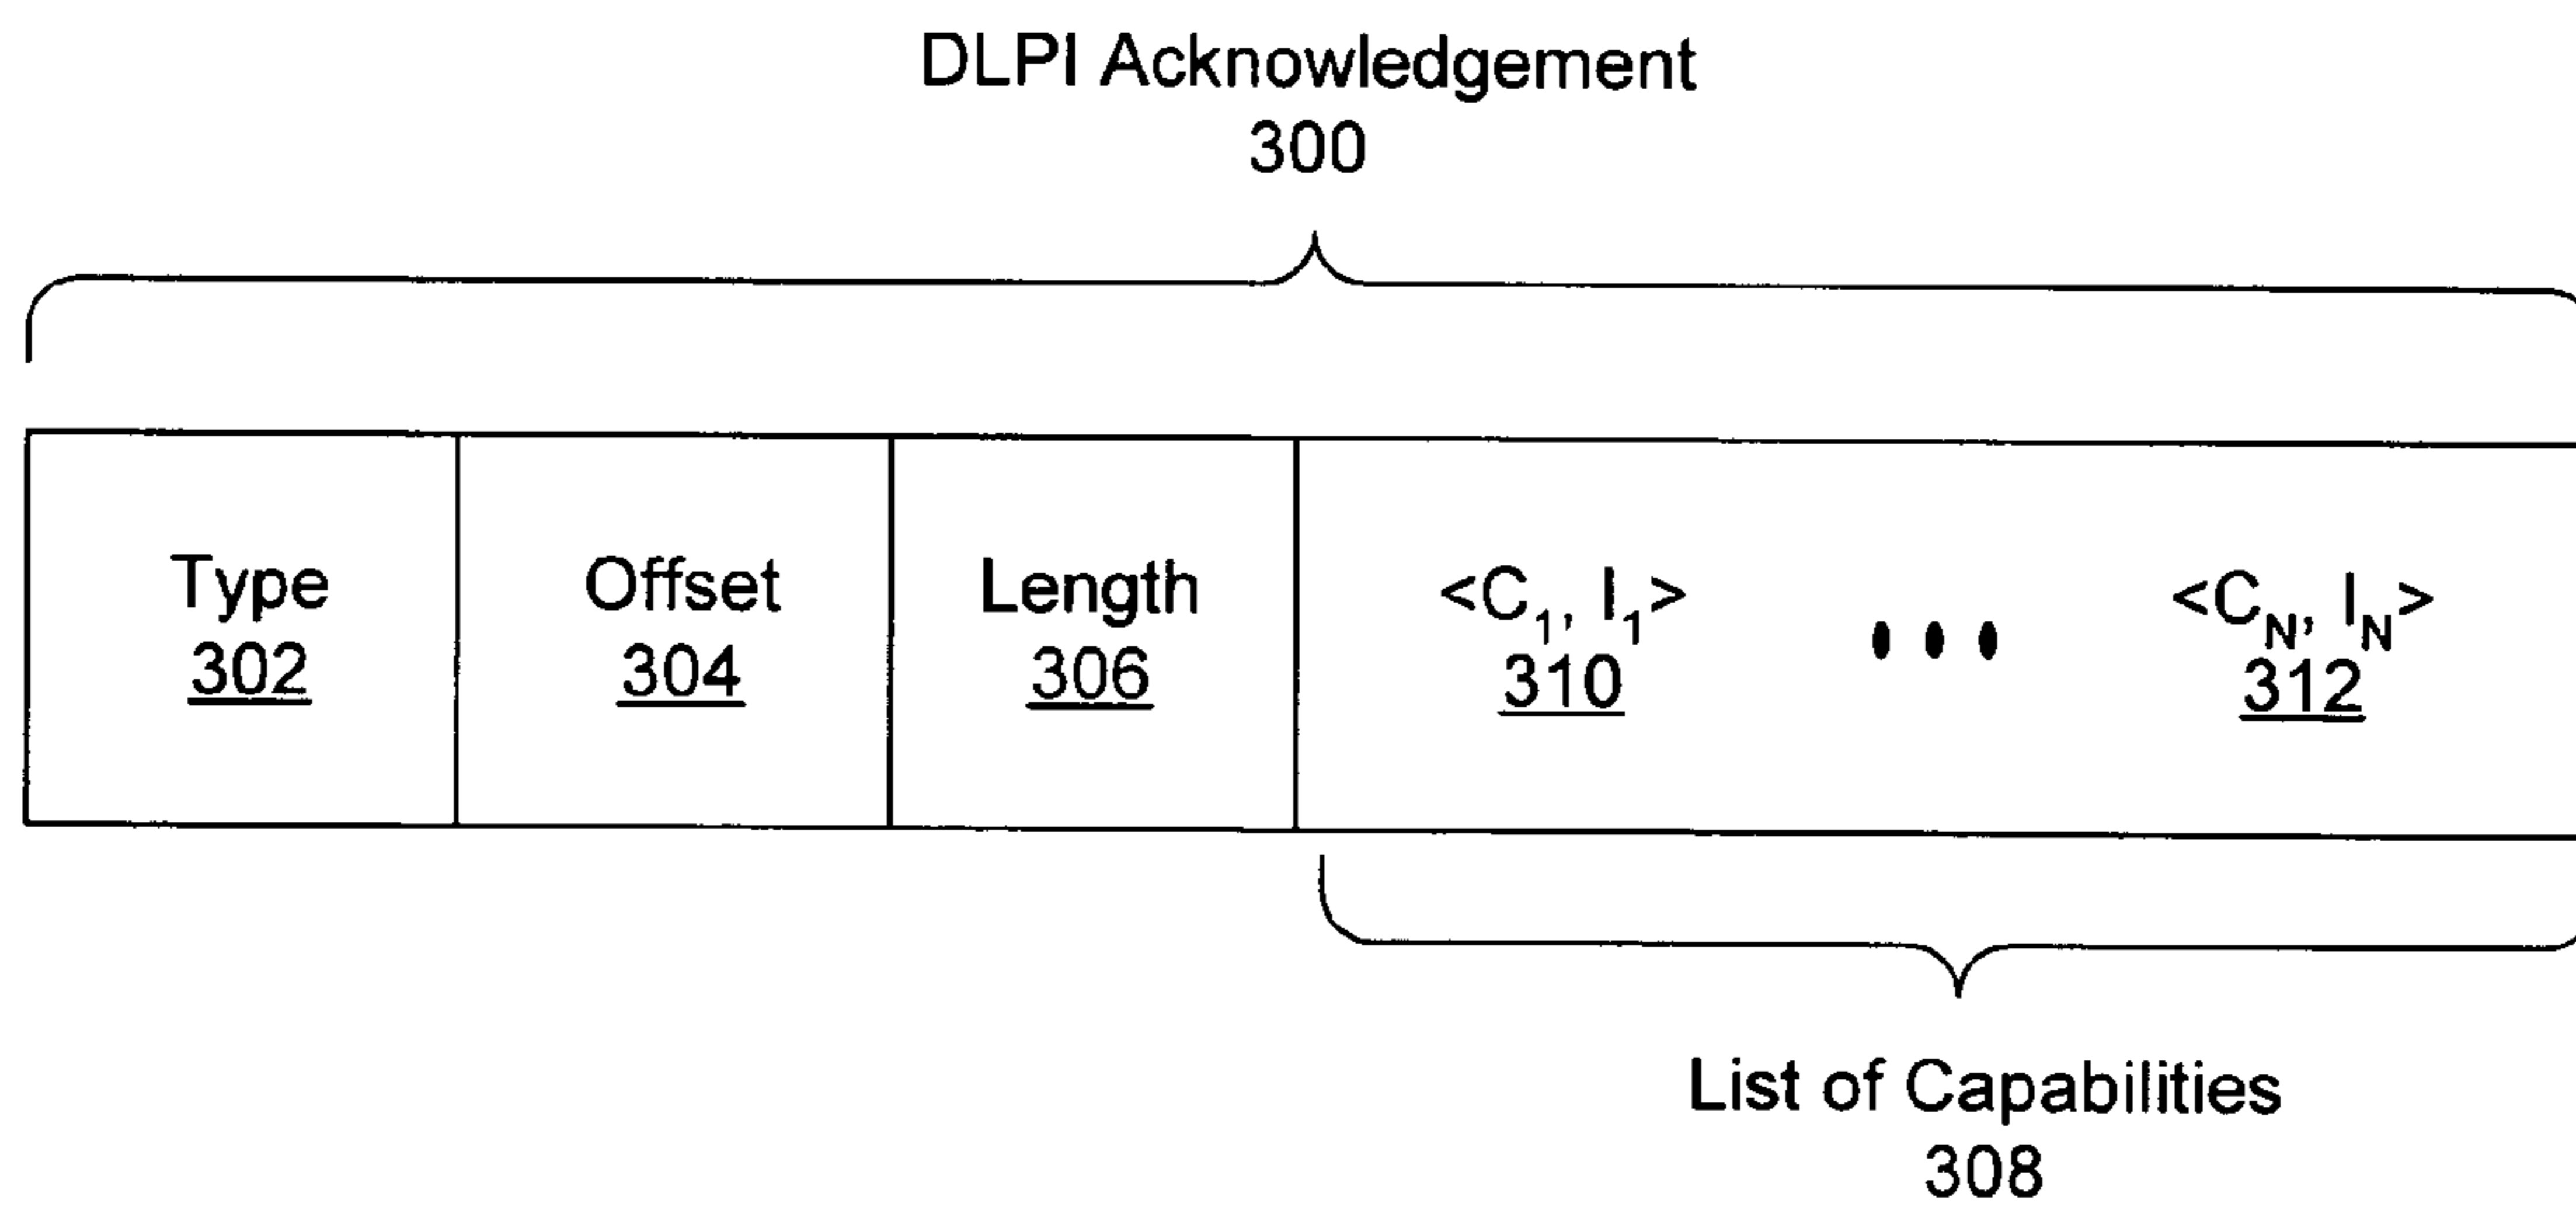 DLPI Acknowledgement
300
Type
302
Offset
304
Length
306
<C1, I1>
310
<CN, IN>
312
List of Capabilities
308